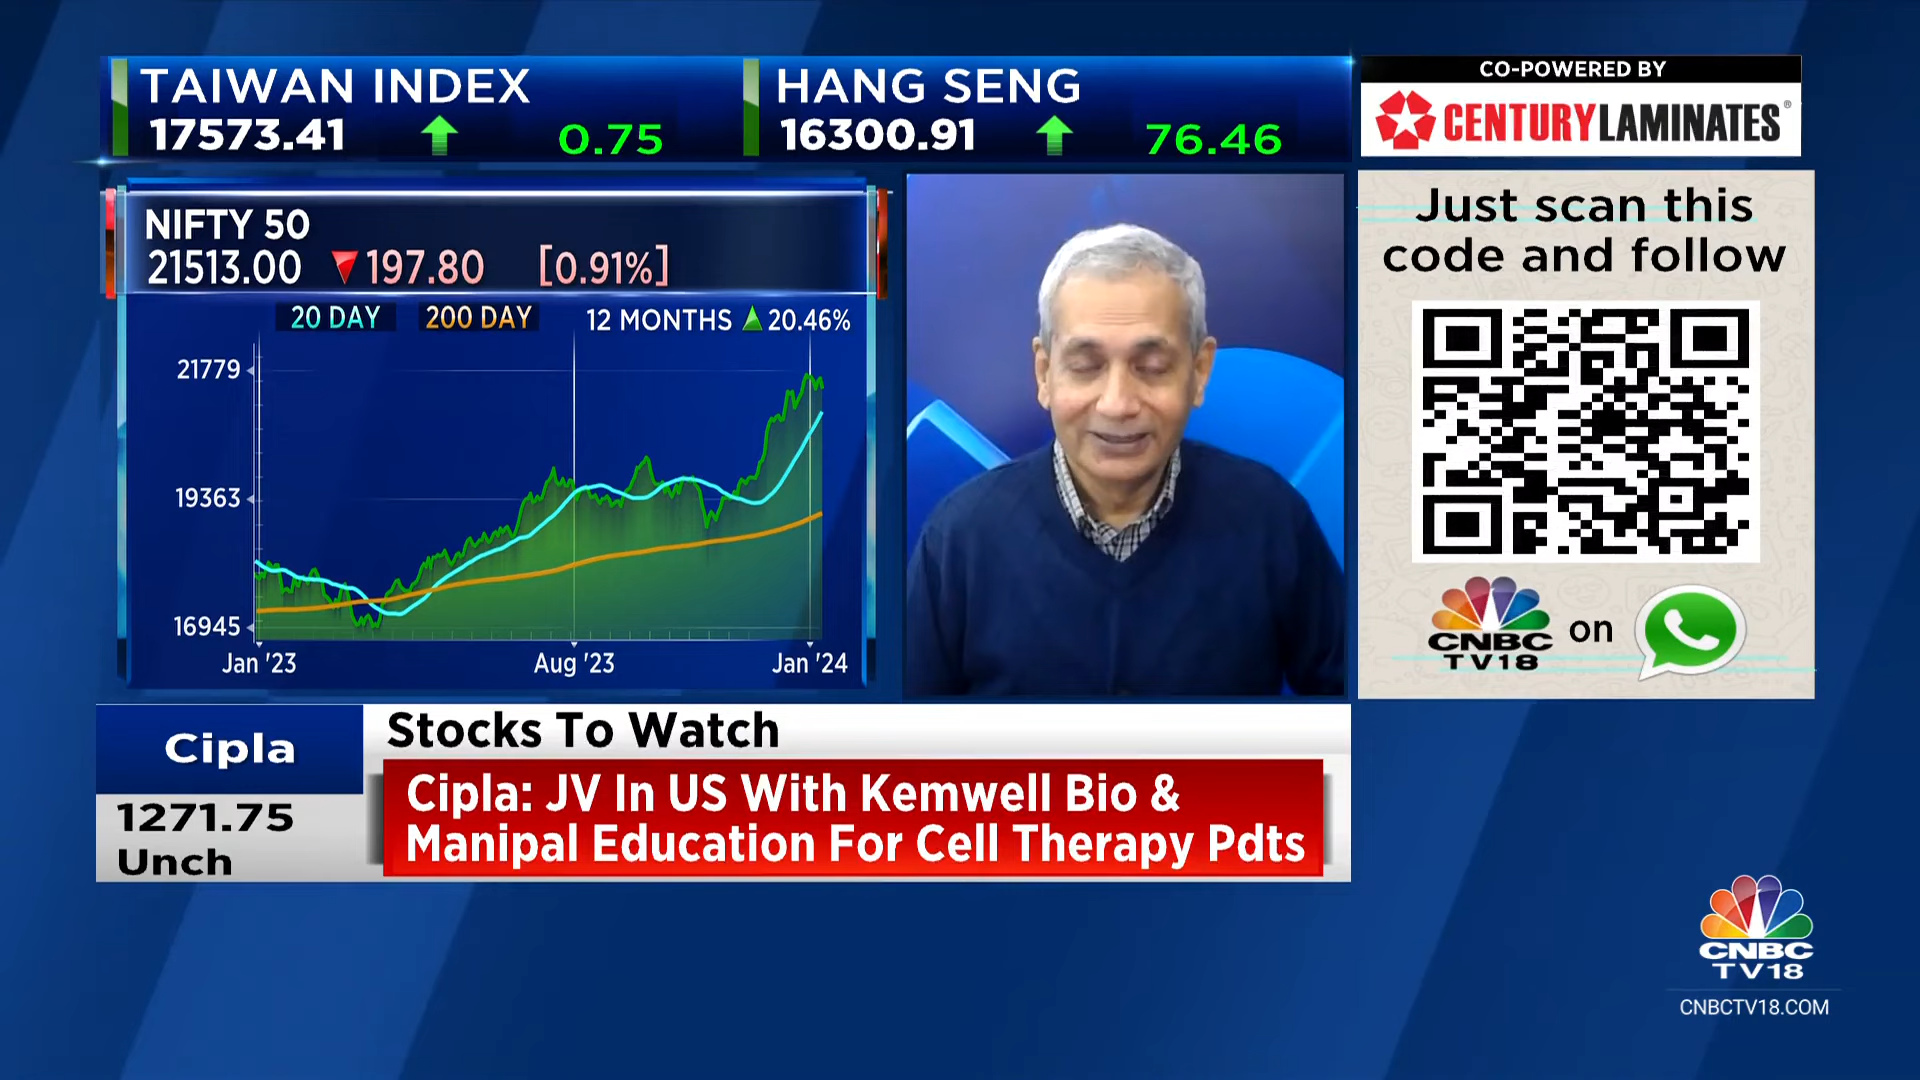 TAIWAN INDEX
17573.41 0.75
HANG SENG
16300.91 76.46
CO-POWERED BY
CENTURYLAMINATES®
NIFTY 50
21513.00 197.80 [0.91%]
20 DAY 200 DAY 12 MONTHS 20.46%
21779
19363
16945
Jan '23 Aug '23 Jan '24
Just scan this
code and follow
CNBC
TV18
on
Cipla
1271.75
Unch
Stocks To Watch
Cipla: JV In US With Kemwell Bio &
Manipal Education For Cell Therapy Pdts
CNBC
TV18
CNBCTV18.COM